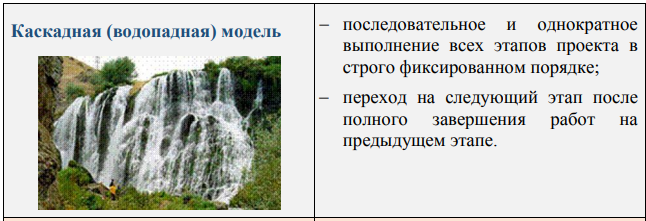 Каскадная (водопадная) модель
– последовательное и однократное
выполнение всех этапов проекта в
строго фиксированном порядке;
– переход на следующий этап после
полного завершения работ на
предыдущем этапе.